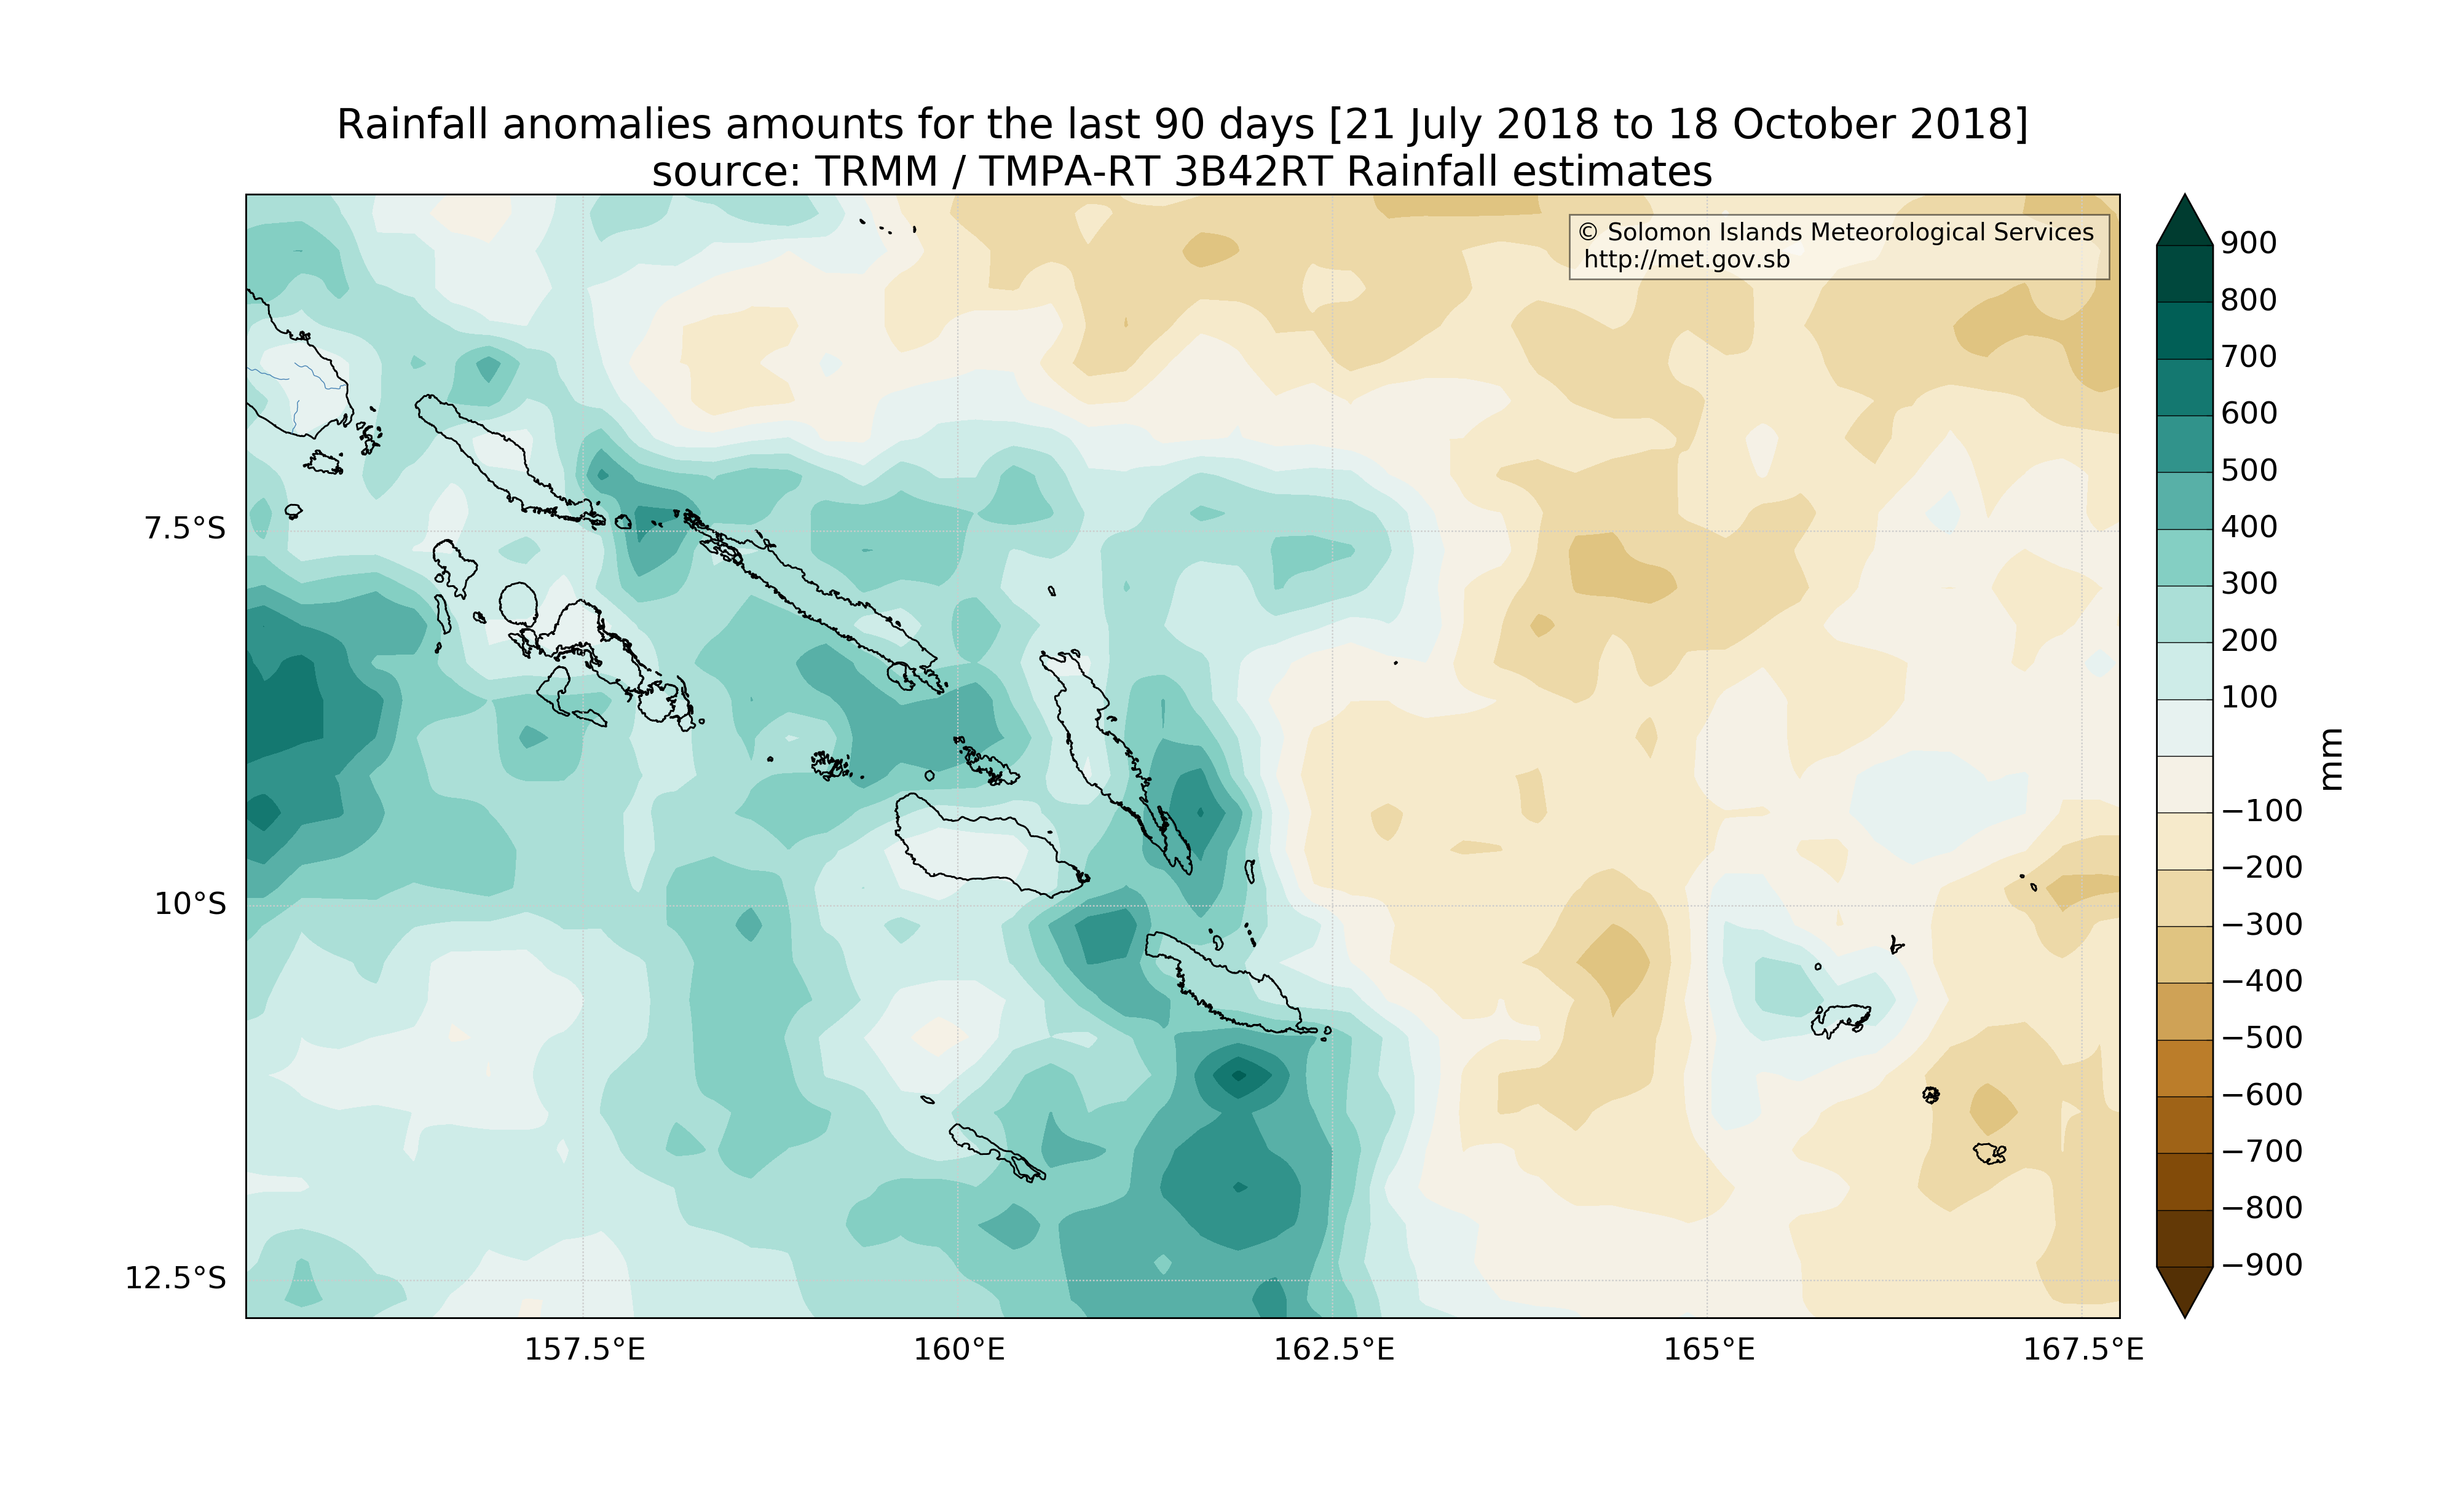 Rainfall anomalies amounts for the last 90 days [21 July 2018 to 18 October 2018]
source: TRMM / TMPA-RT 3B42RT Rainfall estimates
© Solomon Islands Meteorological Services
http://met.gov.sb
7.5°S
10°S
12.5°S
157.5°E
160°E
162.5°E
165°E
167.5°E
900
800
700
600
500
400
300
200
100
−100
−200
−300
−400
−500
−600
−700
−800
−900
mm